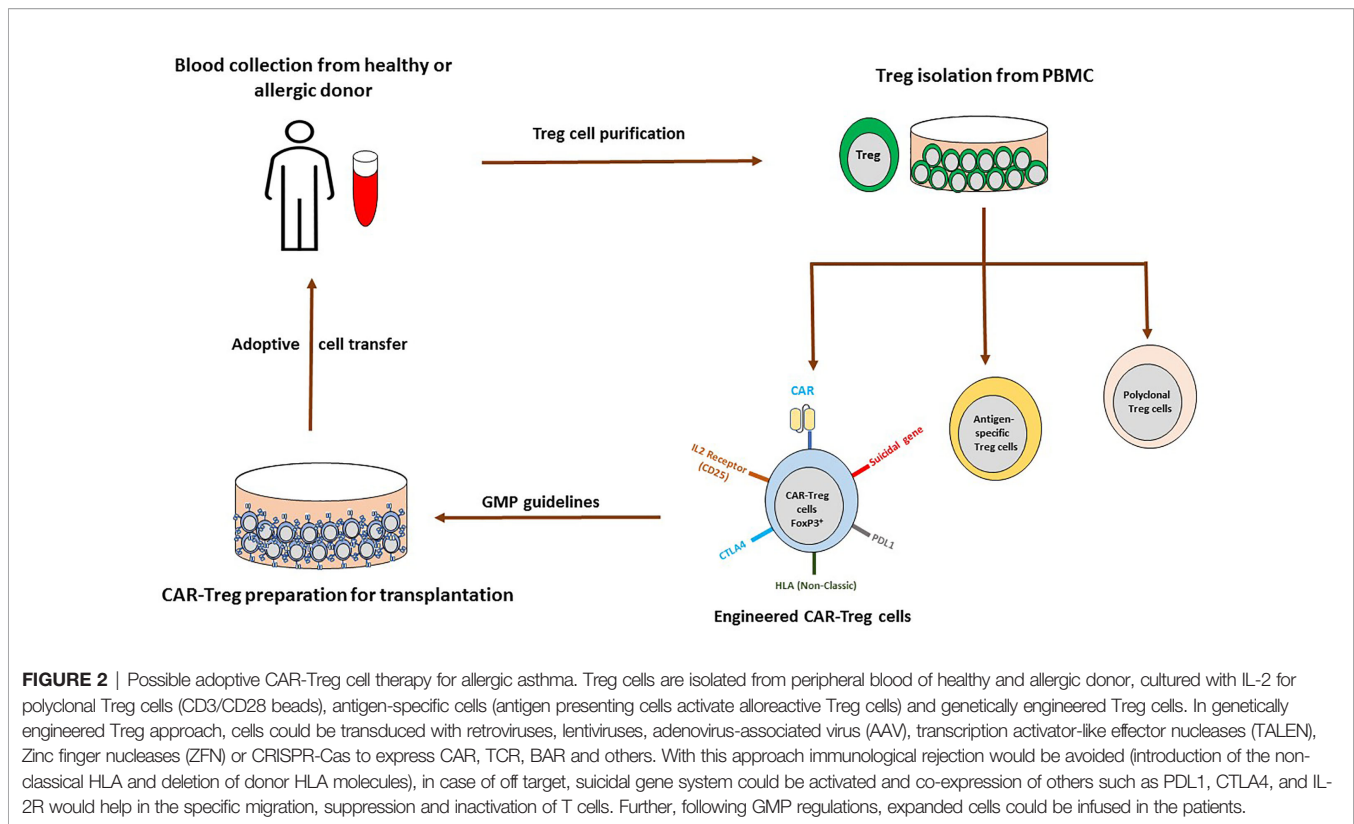 Blood collection from healthy or
allergic donor
Treg cell purification
Treg isolation from PBMC
Treg
Adoptive cell transfer
CAR
IL2 Receptor
(CD25)
Suicidal gene
CAR-Treg
cells
FoxP3+
CTLA4
PDL1
HLA (Non-Classic)
Engineered CAR-Treg cells
Antigen-
specific
Treg cells
Polyclonal
Treg cells
GMP guidelines
CAR-Treg preparation for transplantation
FIGURE 2 | Possible adoptive CAR-Treg cell therapy for allergic asthma. Treg cells are isolated from peripheral blood of healthy and allergic donor, cultured with IL-2 for
polyclonal Treg cells (CD3/CD28 beads), antigen-specific cells (antigen presenting cells activate alloreactive Treg cells) and genetically engineered Treg cells. In genetically
engineered Treg approach, cells could be transduced with retroviruses, lentiviruses, adenovirus-associated virus (AAV), transcription activator-like effector nucleases (TALEN),
Zinc finger nucleases (ZFN) or CRISPR-Cas to express CAR, TCR, BAR and others. With this approach immunological rejection would be avoided (introduction of the non-
classical HLA and deletion of donor HLA molecules), in case of off target, suicidal gene system could be activated and co-expression of others such as PDL1, CTLA4, and IL-
2R would help in the specific migration, suppression and inactivation of T cells. Further, following GMP regulations, expanded cells could be infused in the patients.